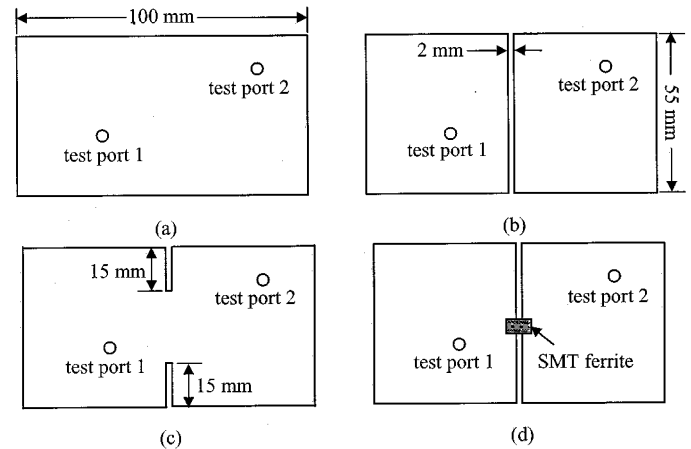 100 mm
test port 2
test port 1
(a)
2 mm
test port 2
55 mm
test port 1
(b)
15 mm
test port 2
test port 1
15 mm
(c)
test port 2
test port 1
SMT ferrite
(d)